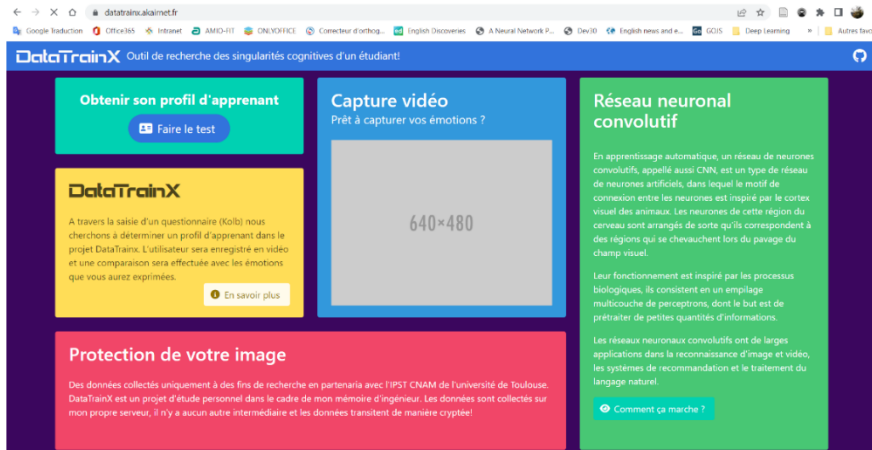 datatrainx.akairnet.fr
Google Traduction Office365 Intranet AMIO-FIT ONLYOFFICE Correcteur d'orthog... English Discoveries A Neural Network P... Dev30 English news and e... GCIS Deep Learning » Autres favo
DataTrainX Outil de recherche des singularités cognitives d'un étudiant!
Obtenir son profil d'apprenant
Faire le test
DataTrainX
A travers la saisie d'un questionnaire (Kolb) nous
cherchons à déterminer un profil d'apprenant dans le
projet DataTrainx. L'utilisateur sera enregistré en vidéo
et une comparaison sera effectuée avec les émotions
que vous aurez exprimées.
En savoir plus
Capture vidéo
Prêt à capturer vos émotions ?
640×480
Protection de votre image
Des données collectés uniquement à des fins de recherche en partenaria avec l'IPST CNAM de l'université de Toulouse.
DataTrainX est un projet d'étude personnel dans le cadre de mon mémoire d'ingénieur. Les données sont collectés sur
mon propre serveur, il n'y a aucun autre intermédiaire et les données transitent de manière cryptée!
Réseau neuronal
convolutif
En apprentissage automatique, un réseau de neurones
convolutifs, appellé aussi CNN, est un type de réseau
de neurones artificiels, dans lequel le motif de
connexion entre les neurones est inspiré par le cortex
visuel des animaux. Les neurones de cette région du
cerveau sont arrangés de sorte qu'ils correspondent à
des régions qui se chevauchent lors du pavage du
champ visuel.
Leur fonctionnement est inspiré par les processus
biologiques, ils consistent en un empilage
multicouche de perceptrons, dont le but est de
prétraiter de petites quantités d'informations.
Les réseaux neuronaux convolutifs ont de larges
applications dans la reconnaissance d'image et vidéo,
les systèmes de recommandation et le traitement du
langage naturel.
Comment ça marche ?